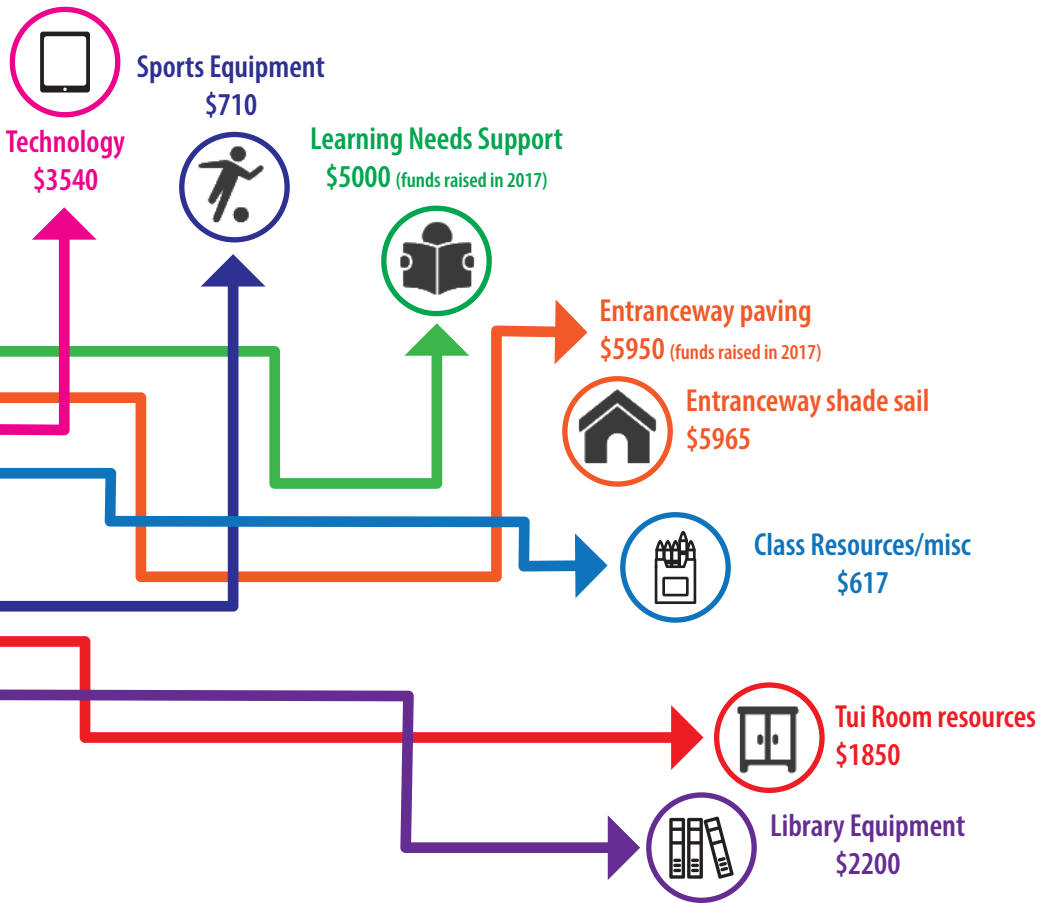 Sports Equipment
$710
Technology
$3540
Learning Needs Support
$5000 (funds raised in 2017)
Entranceway paving
$5950 (funds raised in 2017)
Entranceway shade sail
$5965
Class Resources/misc
$617
Tui Room resources
$1850
Library Equipment
$2200